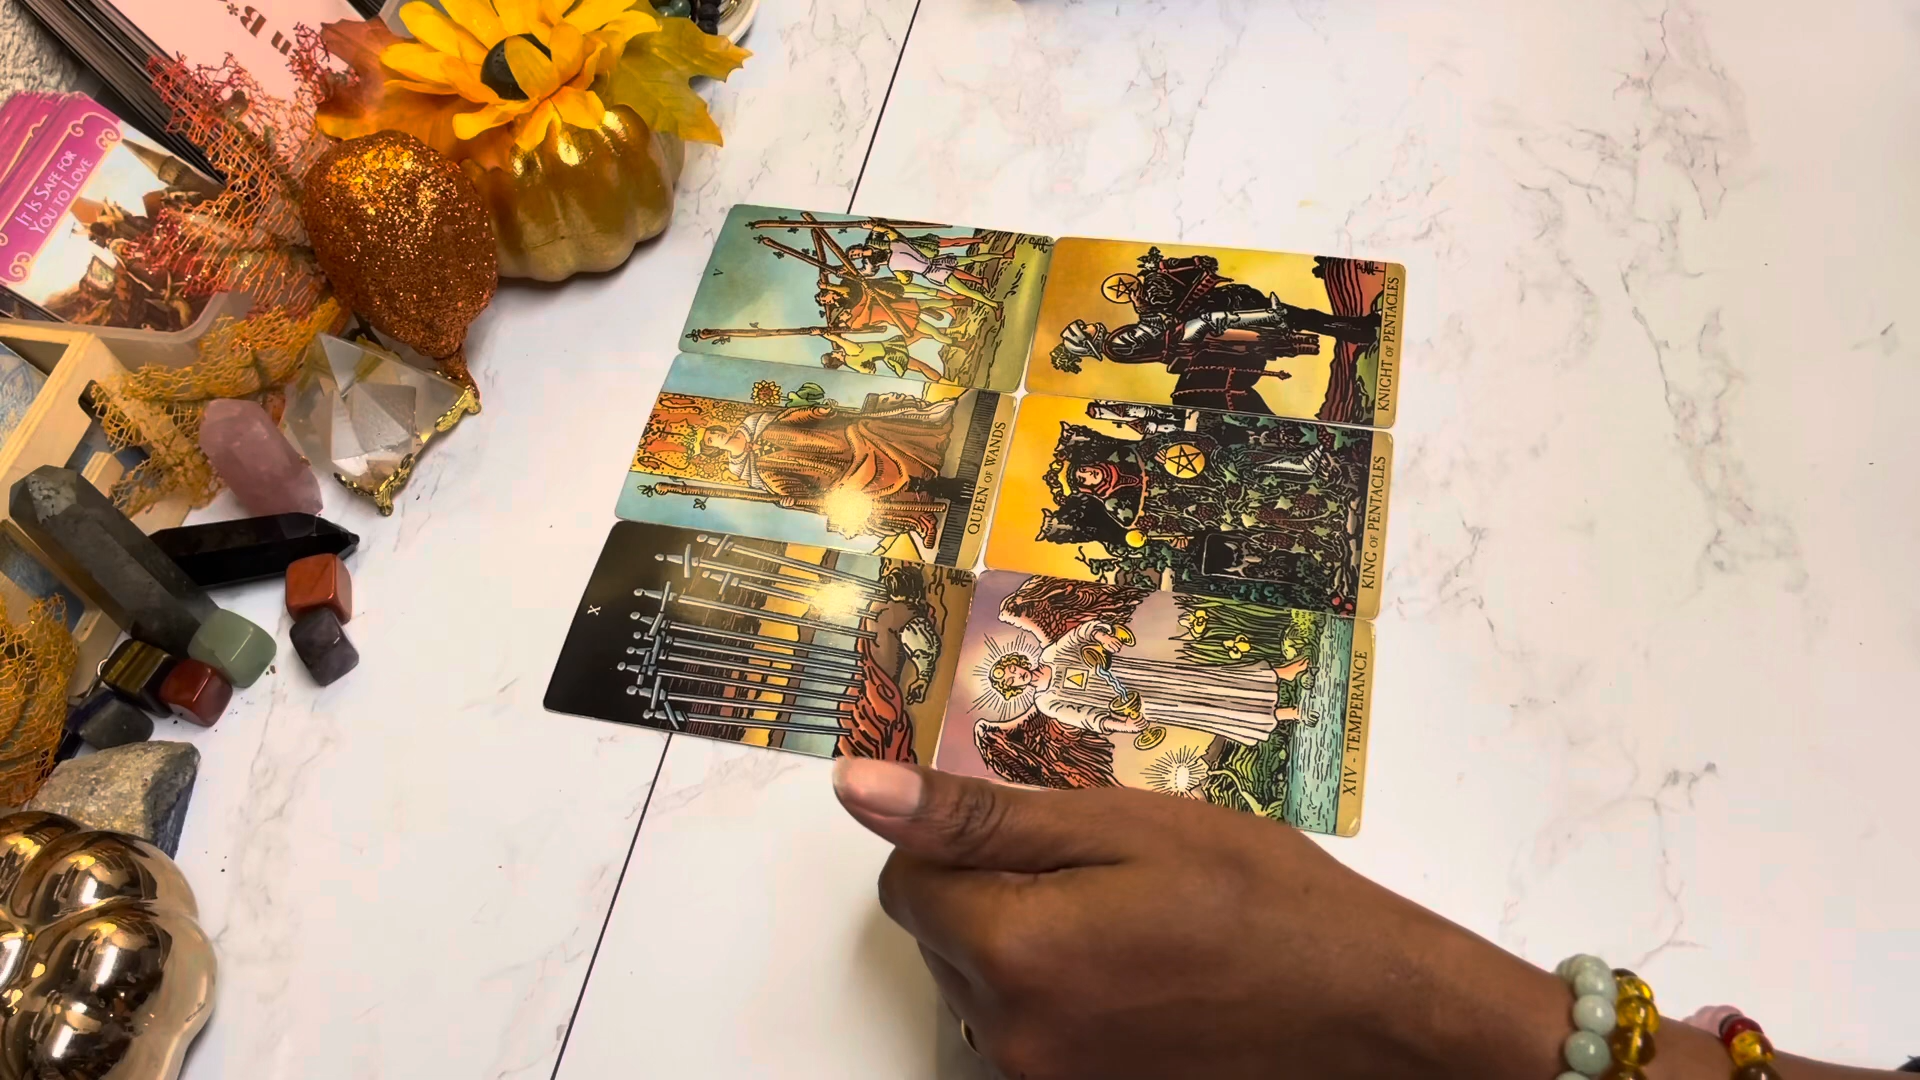 IT IS SAFE FOR
YOU TO LOVE
V
KNIGHT OF PENTACLES
QUEEN OF WANDS
KING OF PENTACLES
X
XIV - TEMPERANCE